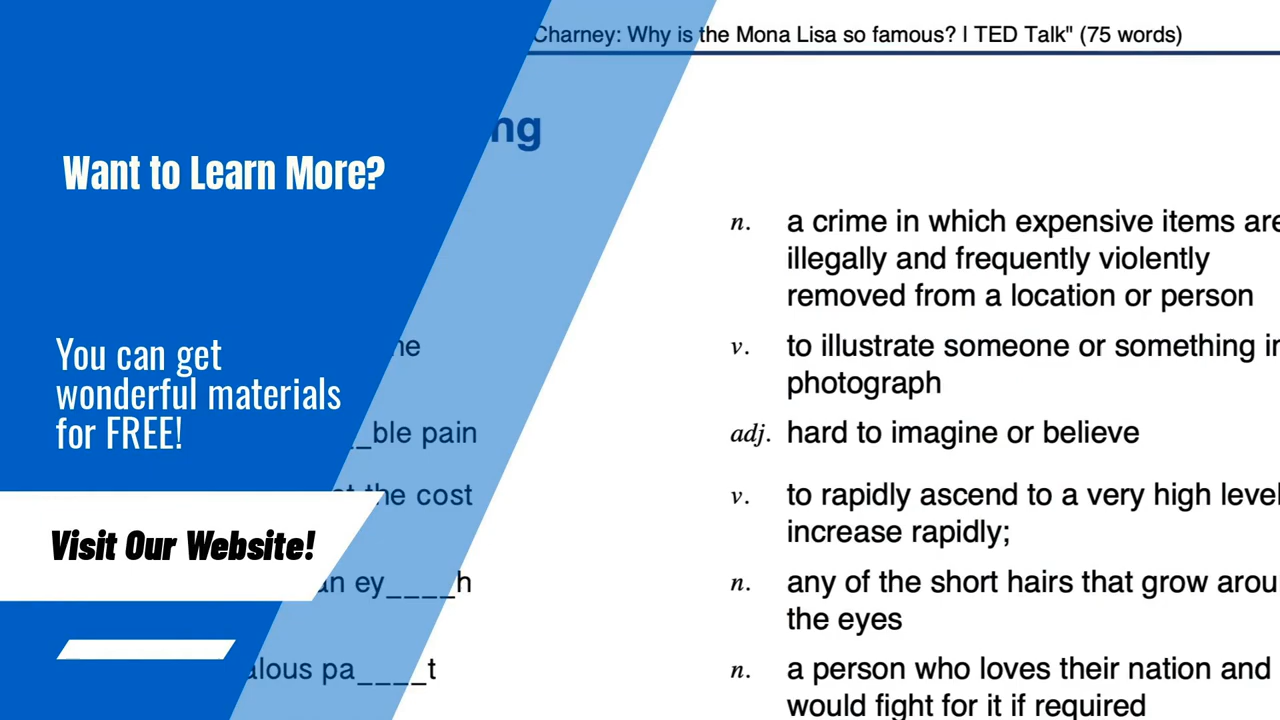 Charney: Why is the Mona Lisa so famous? | TED Talk" (75 words)
ng
Want to Learn More?
You can get
wonderful materials
for FREE!
Visit Our Website!
n. a crime in which expensive items are
illegally and frequently violently
removed from a location or person
he
v. to illustrate someone or something in
photograph
_ble pain
adj. hard to imagine or believe
the cost
v. to rapidly ascend to a very high level
increase rapidly;
an ey____h
n. any of the short hairs that grow arou
the eyes
alous pa____t
n. a person who loves their nation and
would fight for it if required